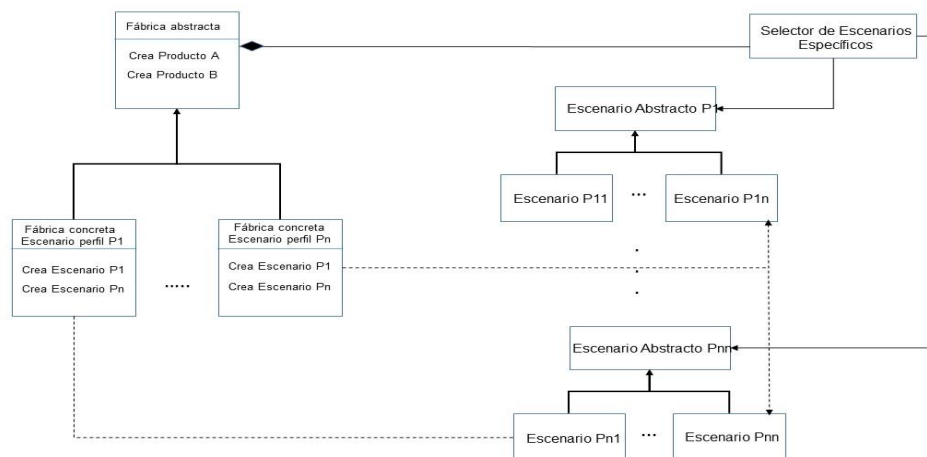 Fábrica abstracta
Crea Producto A
Crea Producto B
Selector de Escenarios
Específicos
Escenario Abstracto P1
Escenario P11
...
Escenario P1n
Fábrica concreta
Escenario perfil P1
Crea Escenario P1
Crea Escenario Pn
.....
Fábrica concreta
Escenario perfil Pn
Crea Escenario P1
Crea Escenario Pn
.
.
.
Escenario Abstracto Pnn
Escenario Pn1
...
Escenario Pnn